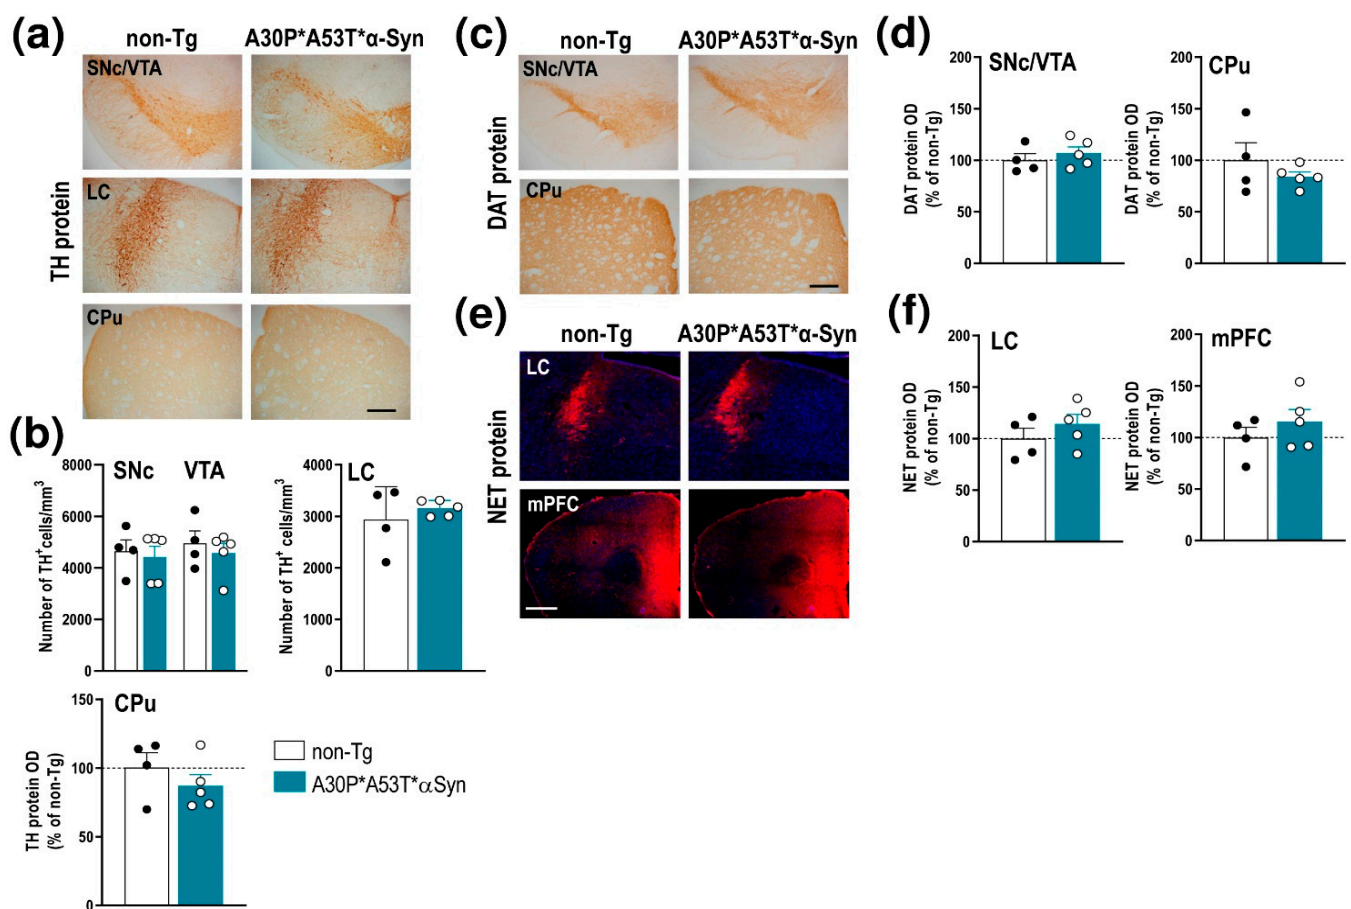 (a)
non-Tg A30P*A53T*α-Syn
SNc/VTA
LC
CPu
TH protein
(b)
SNc VTA
8000
6000
4000
2000
0
Number of TH⁺cells/mm³
LC
4000
3000
2000
1000
0
Number of TH⁺ cells/mm³
CPu
150
100
50
0
TH protein OD
(% of non-Tg)
non-Tg
A30P*A53T*αSyn
(c)
non-Tg A30P*A53T*α-Syn
SNc/VTA
CPu
DAT protein
(d)
SNc/VTA
200
150
100
50
0
DAT protein OD
(% of non-Tg)
CPu
200
150
100
50
0
DAT protein OD
(% of non-Tg)
(e)
non-Tg A30P*A53T*α-Syn
LC
mPFC
NET protein
(f)
LC
200
150
100
50
0
NET protein OD
(% of non-Tg)
mPFC
200
150
100
50
0
NET protein OD
(% of non-Tg)